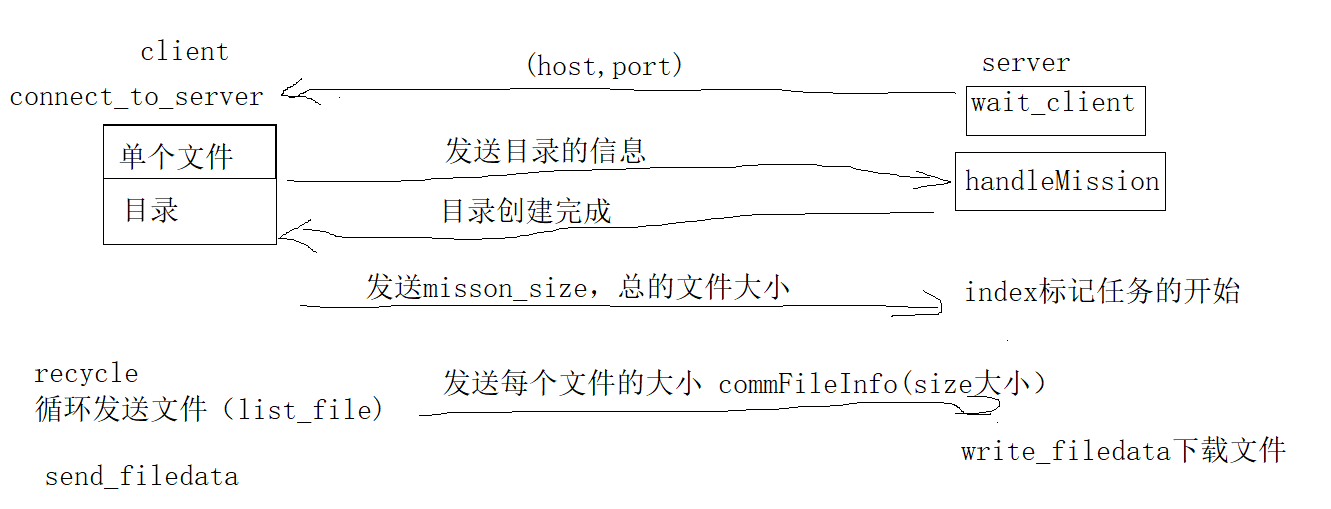 client
(host,port)
server
connect_to_server
wait_client
单个文件
发送目录的信息
handleMission
目录
目录创建完成
发送misson_size，总的文件大小
index标记任务的开始
recycle
发送每个文件的大小 commFileInfo(size大小）
循环发送文件（list_file)
write_filedata下载文件
send_filedata